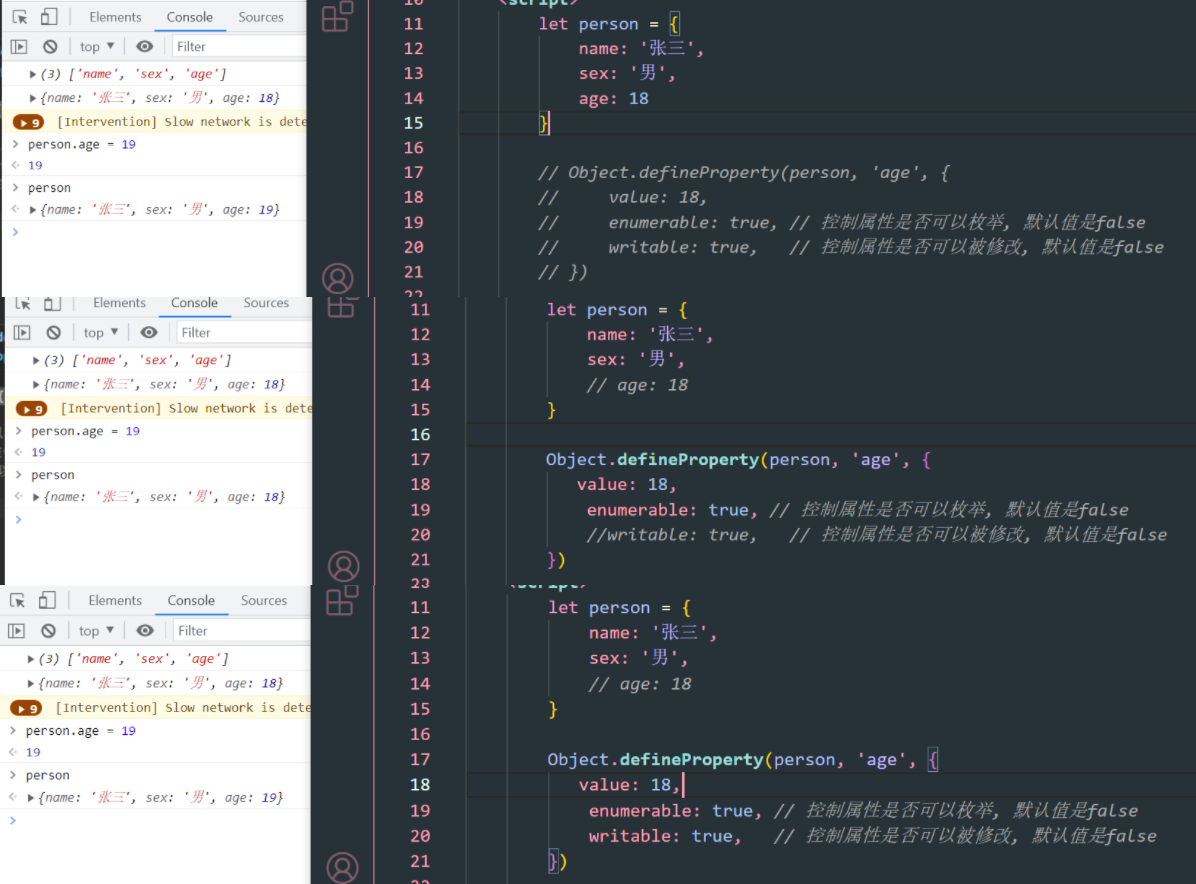 Elements Console Sources
top ▼ Filter
▶(3) ['name', 'sex', 'age']
▶{name: '张三', sex: '男', age: 18}
▶ 9 [Intervention] Slow network is dete
> person.age = 19
<· 19
> person
<· ▶{name: '张三', sex: '男', age: 19}
>
10 <script>
11 let person = {
12 name: '张三',
13 sex: '男',
14 age: 18
15 }
16
17 // Object.defineProperty(person, 'age', {
18 // value: 18,
19 // enumerable: true, // 控制属性是否可以枚举, 默认值是false
20 // writable: true, // 控制属性是否可以被修改, 默认值是false
21 // })
22
Elements Console Sources
top ▼ Filter
▶(3) ['name', 'sex', 'age']
▶{name: '张三', sex: '男', age: 18}
▶ 9 [Intervention] Slow network is dete
> person.age = 19
<· 19
> person
<· ▶{name: '张三', sex: '男', age: 18}
>
11 let person = {
12 name: '张三',
13 sex: '男',
14 // age: 18
15 }
16
17 Object.defineProperty(person, 'age', {
18 value: 18,
19 enumerable: true, // 控制属性是否可以枚举, 默认值是false
20 //writable: true, // 控制属性是否可以被修改, 默认值是false
21 })
Elements Console Sources
top ▼ Filter
▶(3) ['name', 'sex', 'age']
▶{name: '张三', sex: '男', age: 18}
▶ 9 [Intervention] Slow network is dete
> person.age = 19
<· 19
> person
<· ▶{name: '张三', sex: '男', age: 19}
>
<script>
11 let person = {
12 name: '张三',
13 sex: '男',
14 // age: 18
15 }
16
17 Object.defineProperty(person, 'age', {
18 value: 18,
19 enumerable: true, // 控制属性是否可以枚举, 默认值是false
20 writable: true, // 控制属性是否可以被修改, 默认值是false
21 })